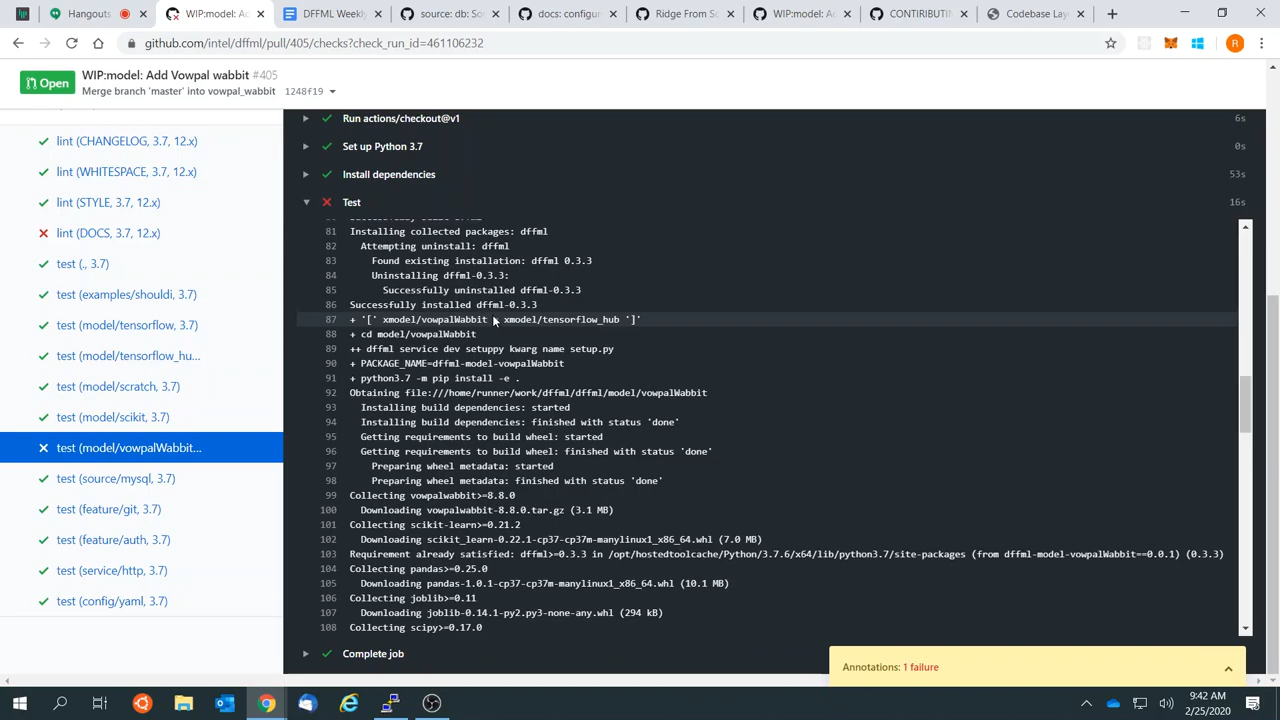 Hangouts
WIP:model: Ad
DFFML Weekly
source: db: So
docs: configur
Ridge From Sc
WIP:model: Ad
CONTRIBUTIN
Codebase Lay
github.com/intel/dffml/pull/405/checks?check_run_id=461106232
R
Open
WIP:model: Add Vowpal wabbit #405
Merge branch 'master' into vowpal_wabbit 1248f19
lint (CHANGELOG, 3.7, 12.x)
lint (WHITESPACE, 3.7, 12.x)
lint (STYLE, 3.7, 12.x)
lint (DOCS, 3.7, 12.x)
test (., 3.7)
test (examples/shouldi, 3.7)
test (model/tensorflow, 3.7)
test (model/tensorflow_hu...
test (model/scratch, 3.7)
test (model/scikit, 3.7)
test (model/vowpalWabbit...
test (source/mysql, 3.7)
test (feature/git, 3.7)
test (feature/auth, 3.7)
test (service/http, 3.7)
test (config/yaml, 3.7)
Run actions/checkout@v1 6s
Set up Python 3.7 0s
Install dependencies 53s
Test 16s
81 Installing collected packages: dffml
82 Attempting uninstall: dffml
83 Found existing installation: dffml 0.3.3
84 Uninstalling dffml-0.3.3:
85 Successfully uninstalled dffml-0.3.3
86 Successfully installed dffml-0.3.3
87 + '[' xmodel/vowpalWabbit xmodel/tensorflow_hub ']'
88 + cd model/vowpalWabbit
89 ++ dffml service dev setuppy kwarg name setup.py
90 + PACKAGE_NAME=dffml-model-vowpalWabbit
91 + python3.7 -m pip install -e .
92 Obtaining file:///home/runner/work/dffml/dffml/model/vowpalWabbit
93 Installing build dependencies: started
94 Installing build dependencies: finished with status 'done'
95 Getting requirements to build wheel: started
96 Getting requirements to build wheel: finished with status 'done'
97 Preparing wheel metadata: started
98 Preparing wheel metadata: finished with status 'done'
99 Collecting vowpalwabbit>=8.8.0
100 Downloading vowpalwabbit-8.8.0.tar.gz (3.1 MB)
101 Collecting scikit-learn>=0.21.2
102 Downloading scikit_learn-0.22.1-cp37-cp37m-manylinux1_x86_64.whl (7.0 MB)
103 Requirement already satisfied: dffml>=0.3.3 in /opt/hostedtoolcache/Python/3.7.6/x64/lib/python3.7/site-packages (from dffml-model-vowpalWabbit==0.0.1) (0.3.3)
104 Collecting pandas>=0.25.0
105 Downloading pandas-1.0.1-cp37-cp37m-manylinux1_x86_64.whl (10.1 MB)
106 Collecting joblib>=0.11
107 Downloading joblib-0.14.1-py2.py3-none-any.whl (294 kB)
108 Collecting scipy>=0.17.0
Complete job
Annotations: 1 failure
9:42 AM
2/25/2020